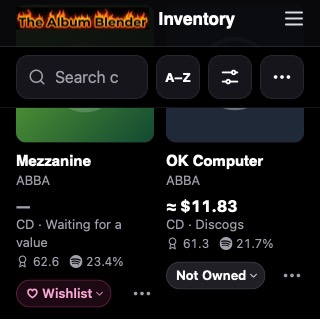 The Album Blender Inventory
Search c
A–Z
Mezzanine
ABBA
—
CD · Waiting for a
value
62.6 23.4%
Wishlist
OK Computer
ABBA
≈ $11.83
CD · Discogs
61.3 21.7%
Not Owned